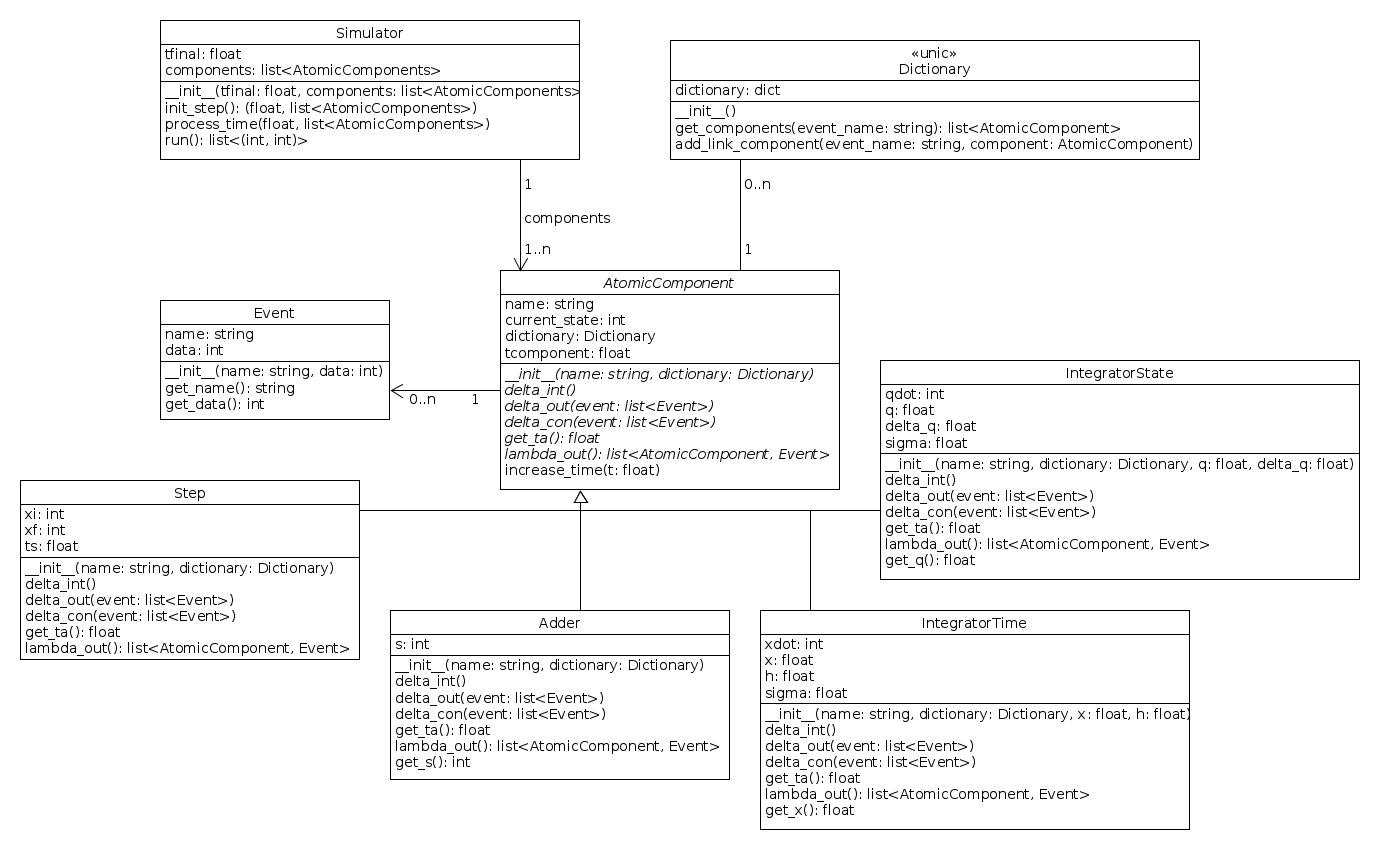 Simulator
tfinal: float
components: list<AtomicComponents>
__init__(tfinal: float, components: list<AtomicComponents>
init_step(): (float, list<AtomicComponents>)
process_time(float, list<AtomicComponents>)
run(): list<(int, int)>
«unic»
Dictionary
dictionary: dict
__init__()
get_components(event_name: string): list<AtomicComponent>
add_link_component(event_name: string, component: AtomicComponent)
1
components
1..n
0..n
1
AtomicComponent
name: string
current_state: int
dictionary: Dictionary
tcomponent: float
__init__(name: string, dictionary: Dictionary)
delta_int()
delta_out(event: list<Event>)
delta_con(event: list<Event>)
get_ta(): float
lambda_out(): list<AtomicComponent, Event>
increase_time(t: float)
Event
name: string
data: int
__init__(name: string, data: int)
get_name(): string
get_data(): int
0..n
1
IntegratorState
qdot: int
q: float
delta_q: float
sigma: float
__init__(name: string, dictionary: Dictionary, q: float, delta_q: float)
delta_int()
delta_out(event: list<Event>)
delta_con(event: list<Event>)
get_ta(): float
lambda_out(): list<AtomicComponent, Event>
get_q(): float
Step
xi: int
xf: int
ts: float
__init__(name: string, dictionary: Dictionary)
delta_int()
delta_out(event: list<Event>)
delta_con(event: list<Event>)
get_ta(): float
lambda_out(): list<AtomicComponent, Event>
Adder
s: int
__init__(name: string, dictionary: Dictionary)
delta_int()
delta_out(event: list<Event>)
delta_con(event: list<Event>)
get_ta(): float
lambda_out(): list<AtomicComponent, Event>
get_s(): int
IntegratorTime
xdot: int
x: float
h: float
sigma: float
__init__(name: string, dictionary: Dictionary, x: float, h: float)
delta_int()
delta_out(event: list<Event>)
delta_con(event: list<Event>)
get_ta(): float
lambda_out(): list<AtomicComponent, Event>
get_x(): float